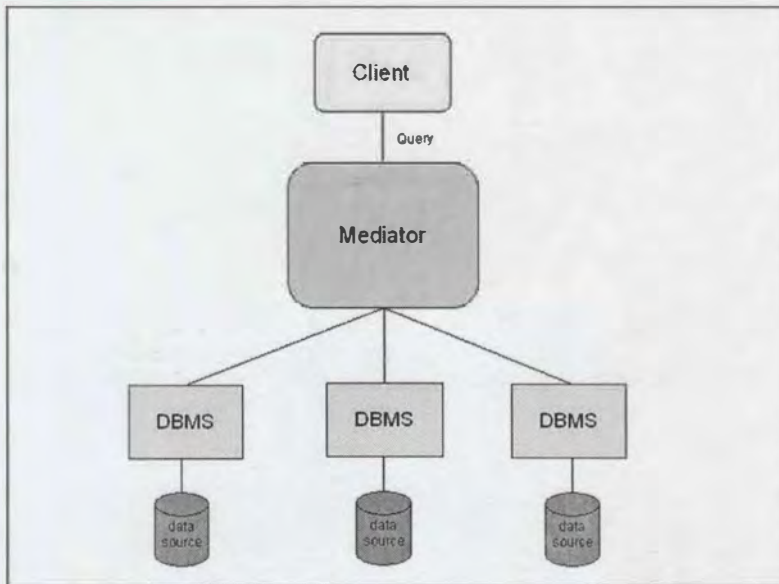 Client
Query
Mediator
DBMS
DBMS
DBMS
data
source
data
source
data
source